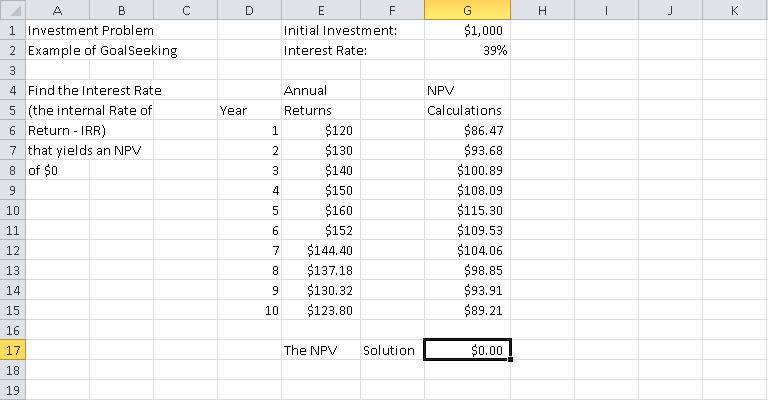 A B C D E F G H I J K
1 Investment Problem Initial Investment: $1,000
2 Example of GoalSeeking Interest Rate: 39%
3
4 Find the Interest Rate Annual NPV
5 (the internal Rate of Year Returns Calculations
6 Return - IRR) 1 $120 $86.47
7 that yields an NPV 2 $130 $93.68
8 of $0 3 $140 $100.89
9 4 $150 $108.09
10 5 $160 $115.30
11 6 $152 $109.53
12 7 $144.40 $104.06
13 8 $137.18 $98.85
14 9 $130.32 $93.91
15 10 $123.80 $89.21
16
17 The NPV Solution $0.00
18
19